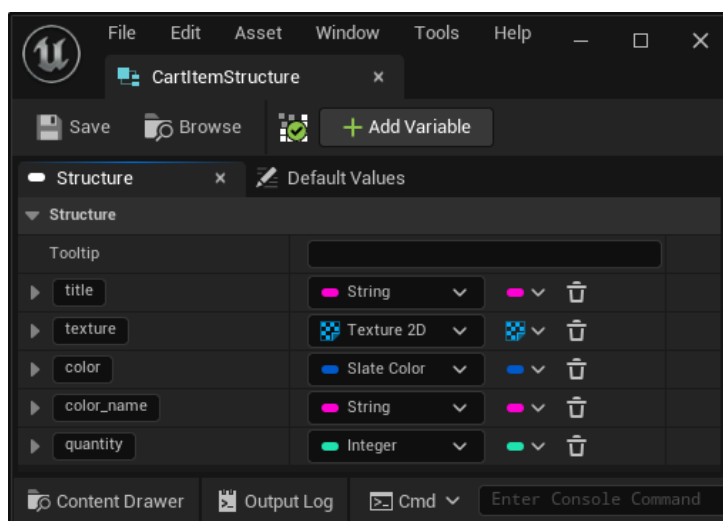 File Edit Asset Window Tools Help
CartItemStructure
Save Browse Add Variable
Structure Default Values
Structure
Tooltip
title String
texture Texture 2D
color Slate Color
color_name String
quantity Integer
Content Drawer Output Log Cmd Enter Console Command